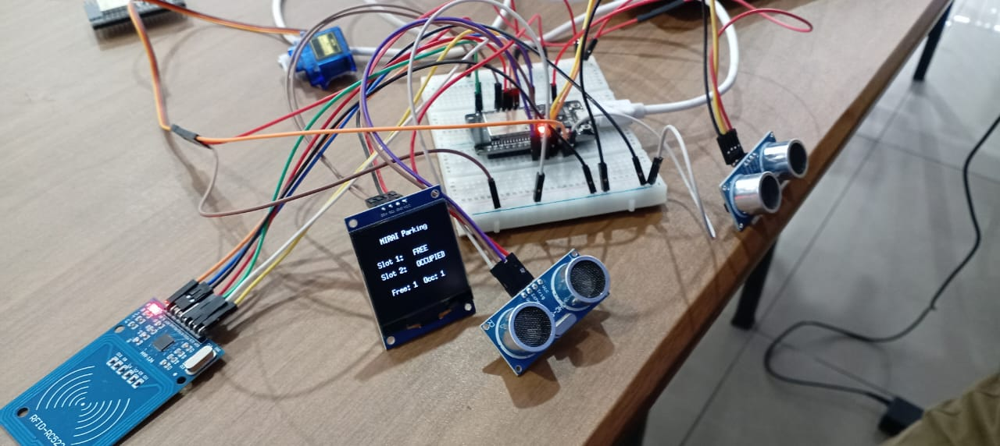 MIRAI Parking
Slot 1: FREE
Slot 2: OCCUPIED
Free: 1 Occ: 1
RFID-RC522